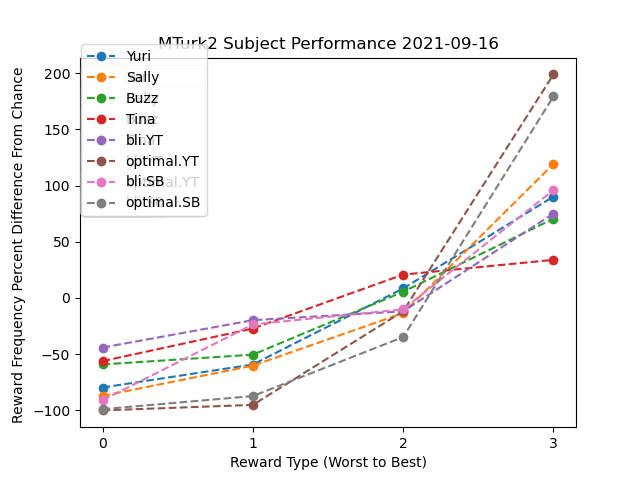 MTurk2 Subject Performance 2021-09-16
Yuri
Sally
Buzz
Tina
bli.YT
optimal.YT
bli.SB
optimal.SB
Reward Frequency Percent Difference From Chance
200
150
100
50
0
−50
−100
0 1 2 3
Reward Type (Worst to Best)